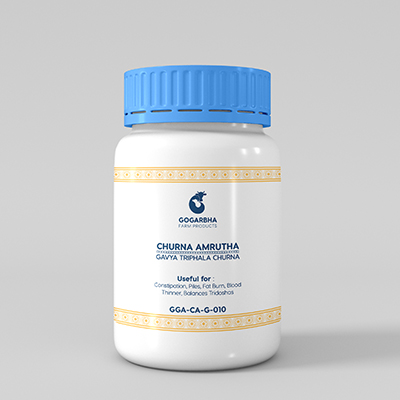 GOGARBHA
FARM PRODUCTS
CHURNA AMRUTHA
GAVYA TRIPHALA CHURNA
Useful for :
Constipation, Piles, Fat Burn, Blood
Thinner, Balances Tridoshas
GGA-CA-G-010